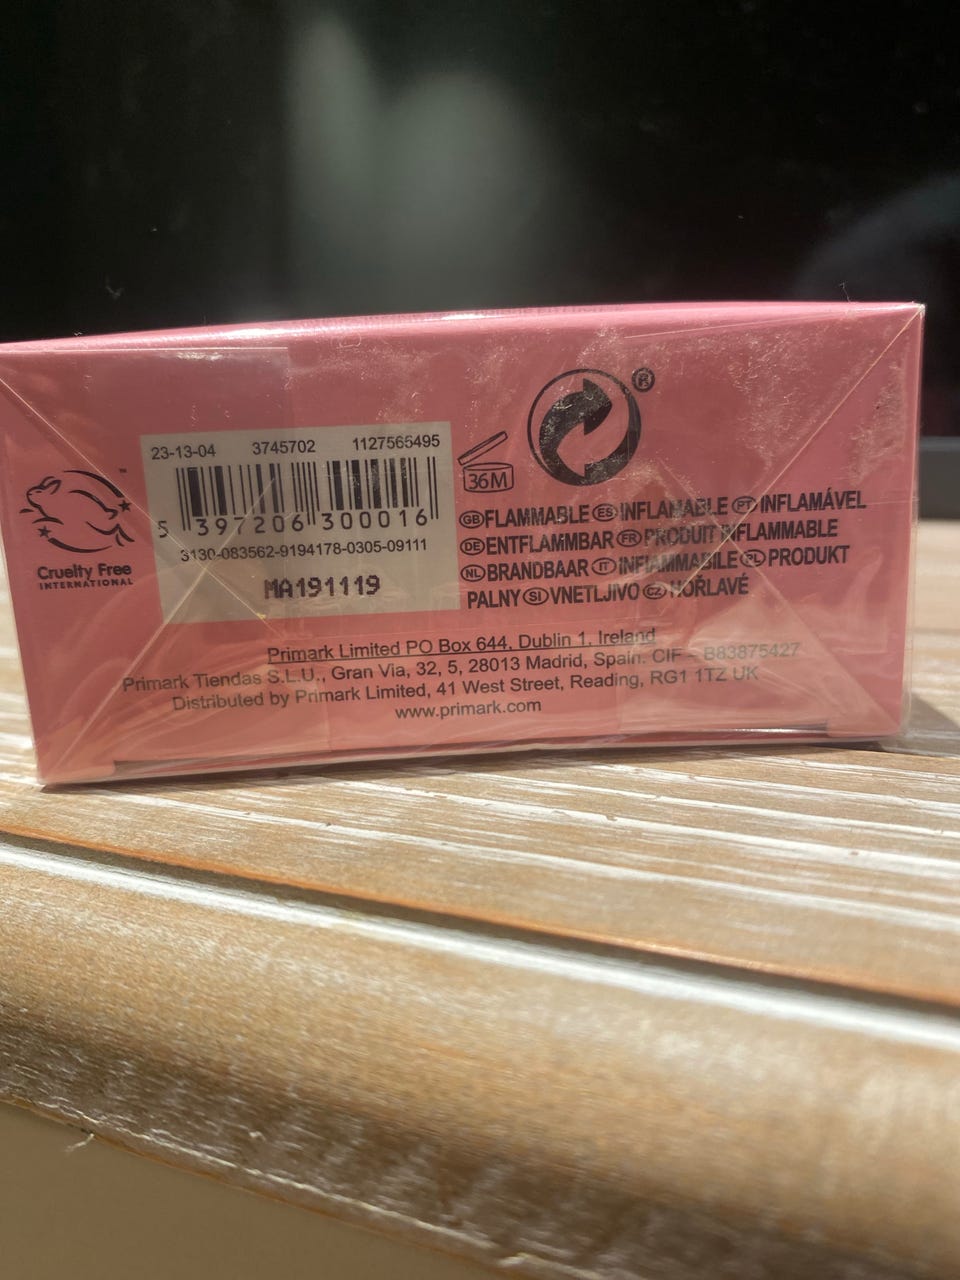 23-13-04 3745702 1127565495
5 397206 300016
3130-083562-9194178-0305-09111
MA191119
Cruelty Free
INTERNATIONAL
™
36M
®
GB FLAMMABLE ES INFLAMABLE PT INFLAMÁVEL
DE ENTFLAMMBAR FR PRODUIT INFLAMMABLE
NL BRANDBAAR IT INFIAMMABILE PL PRODUKT
PALNY SI VNETLJIVO CZ HOŘLAVÉ
Primark Limited PO Box 644, Dublin 1, Ireland
Primark Tiendas S.L.U., Gran Via, 32, 5, 28013 Madrid, Spain. CIF - B83875427
Distributed by Primark Limited, 41 West Street, Reading, RG1 1TZ UK
www.primark.com